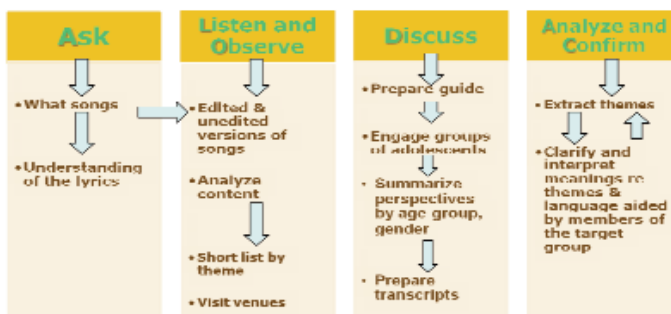 Ask
• What songs
• Understanding
of the lyrics
Listen and
Observe
• Edited &
unedited
versions of
songs
• Analyze
content
• Short list by
theme
• Visit venues
Discuss
• Prepare guide
• Engage groups
of adolescents
• Summarize
perspectives
by age group,
gender
• Prepare
transcripts
Analyze and
Confirm
• Extract themes
• Clarify and
interpret
meanings re
themes &
language aided
by members of
the target
group